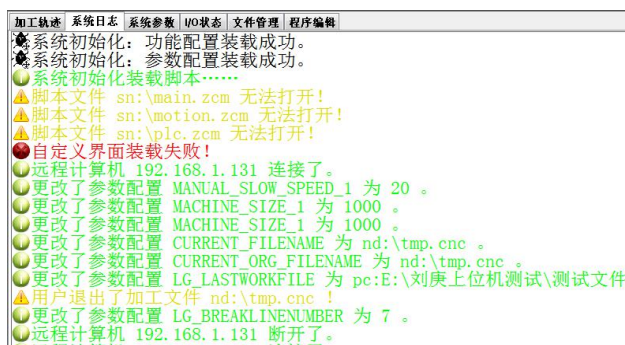 加工轨迹 系统日志 系统参数 I/O状态 文件管理 程序编辑
系统初始化：功能配置装载成功。
系统初始化：参数配置装载成功。
系统初始化装载脚本……
脚本文件 sn:\main.zcm 无法打开！
脚本文件 sn:\motion.zcm 无法打开！
脚本文件 sn:\plc.zcm 无法打开！
自定义界面装载失败！
远程计算机 192.168.1.131 连接了。
更改了参数配置 MANUAL_SLOW_SPEED_1 为 20 。
更改了参数配置 MACHINE_SIZE_1 为 1000 。
更改了参数配置 MACHINE_SIZE_1 为 1000 。
更改了参数配置 CURRENT_FILENAME 为 nd:\tmp.cnc 。
更改了参数配置 CURRENT_ORG_FILENAME 为 nd:\tmp.cnc 。
更改了参数配置 LG_LASTWORKFILE 为 pc:E:\刘庚上位机测试\测试文件
用户退出了加工文件 nd:\tmp.cnc ！
更改了参数配置 LG_BREAKLINENUMBER 为 7 。
远程计算机 192.168.1.131 断开了。